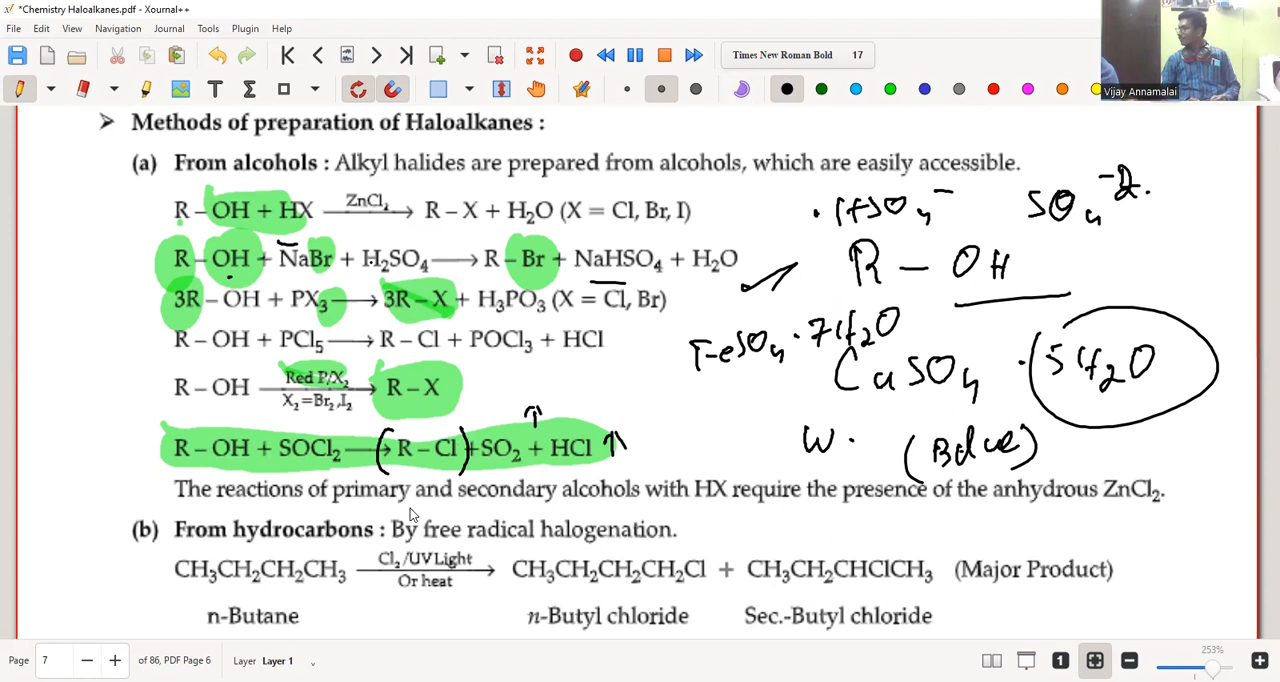 *Chemistry Haloalkanes.pdf - Xournal++
File Edit View Navigation Journal Tools Plugin Help
Times New Roman Bold 17
Vijay Annamalai
➤ Methods of preparation of Haloalkanes :
(a) From alcohols : Alkyl halides are prepared from alcohols, which are easily accessible.
R – OH + HX —ZnCl₂→ R – X + H₂O (X = Cl, Br, I)
R – OH + NaBr + H₂SO₄ ⟶ R – Br + NaHSO₄ + H₂O
3R – OH + PX₃ ⟶ 3R – X + H₃PO₃ (X = Cl, Br)
R – OH + PCl₅ ⟶ R – Cl + POCl₃ + HCl
R – OH —Red P/X₂ / X₂=Br₂,I₂→ R – X
R – OH + SOCl₂ ⟶ (R – Cl) + SO₂ ↑ + HCl ↑
The reactions of primary and secondary alcohols with HX require the presence of the anhydrous ZnCl₂.
(b) From hydrocarbons : By free radical halogenation.
CH₃CH₂CH₂CH₃ —Cl₂/UV Light / Or heat→ CH₃CH₂CH₂CH₂Cl + CH₃CH₂CHClCH₃ (Major Product)
n-Butane n-Butyl chloride Sec.-Butyl chloride
HSO₄⁻ SO₄⁻².
R – OH
FeSO₄ · 7H₂O
CuSO₄ · 5H₂O
W.
Page 7 of 86, PDF Page 6 Layer Layer 1 253%
1